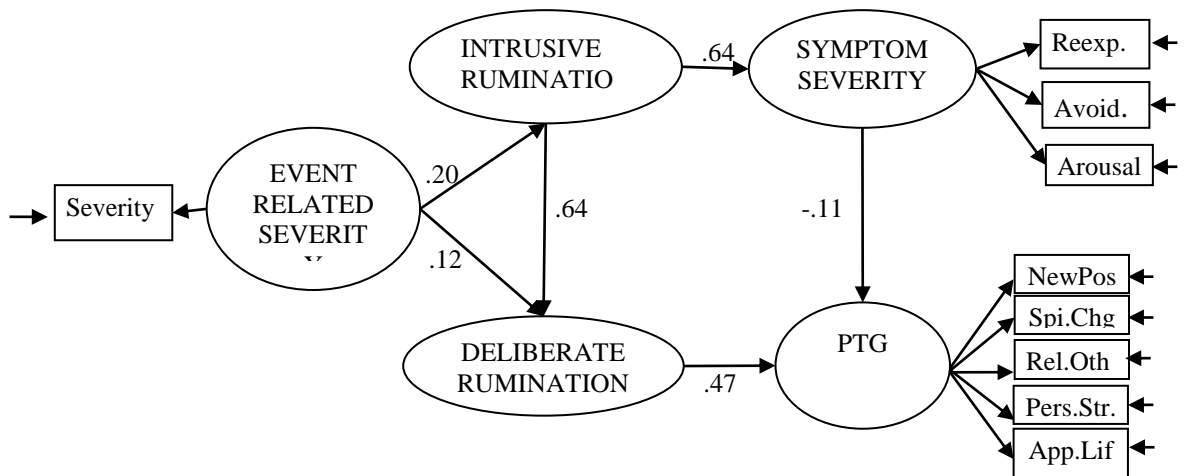 INTRUSIVE
RUMINATIO
.64
SYMPTOM
SEVERITY
Reexp.
Avoid.
Arousal
Severity
EVENT
RELATED
SEVERIT
.20
.12
.64
-.11
DELIBERATE
RUMINATION
.47
PTG
NewPos
Spi.Chg
Rel.Oth
Pers.Str.
App.Lif